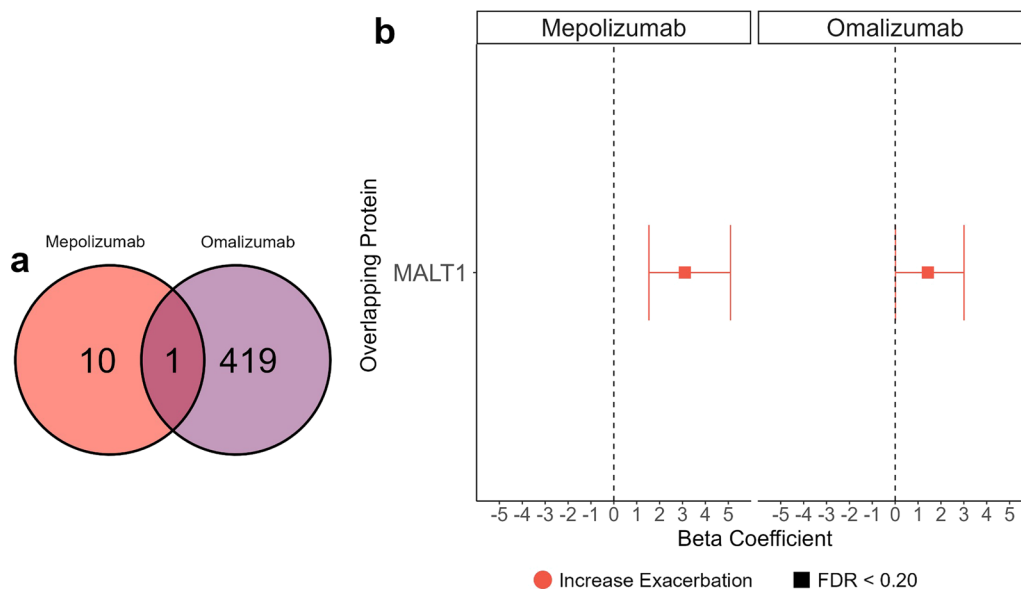 a
Mepolizumab Omalizumab
10 1 419
b
Mepolizumab Omalizumab
Overlapping Protein
MALT1
-5 -4 -3 -2 -1 0 1 2 3 4 5 -5 -4 -3 -2 -1 0 1 2 3 4 5
Beta Coefficient
Increase Exacerbation FDR < 0.20